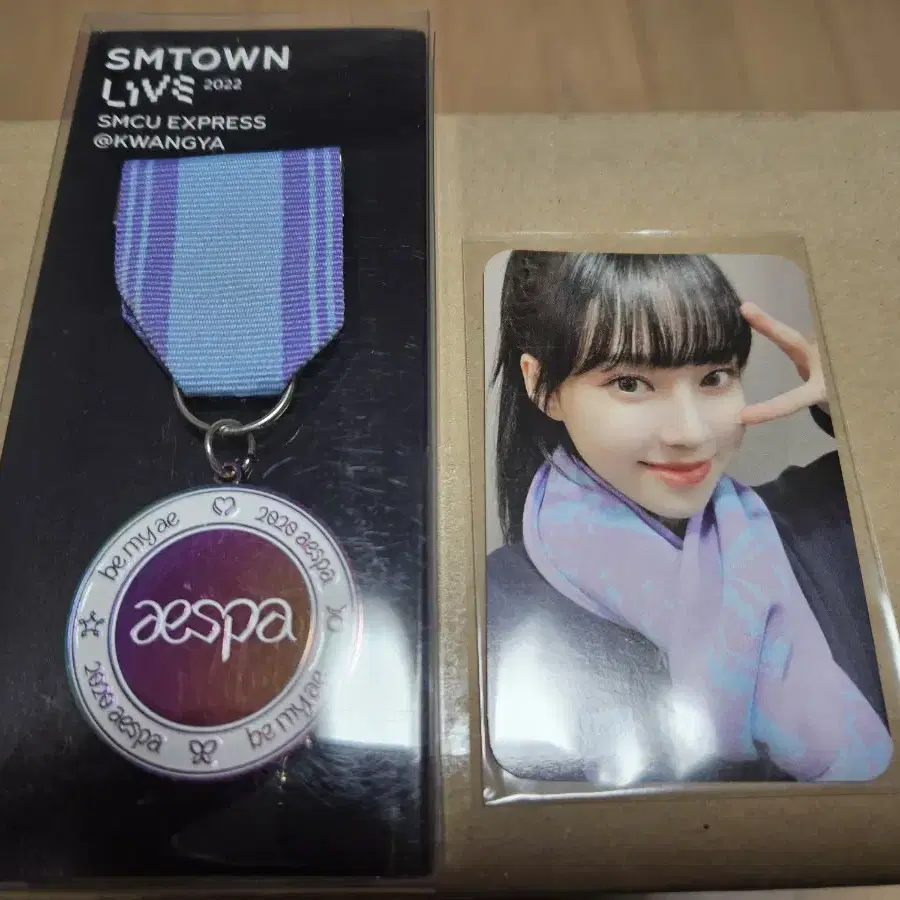 SMTOWN
LIVE 2022
SMCU EXPRESS
@KWANGYA
be my ae
2020 aespa
be my ae
2020 aespa
aespa